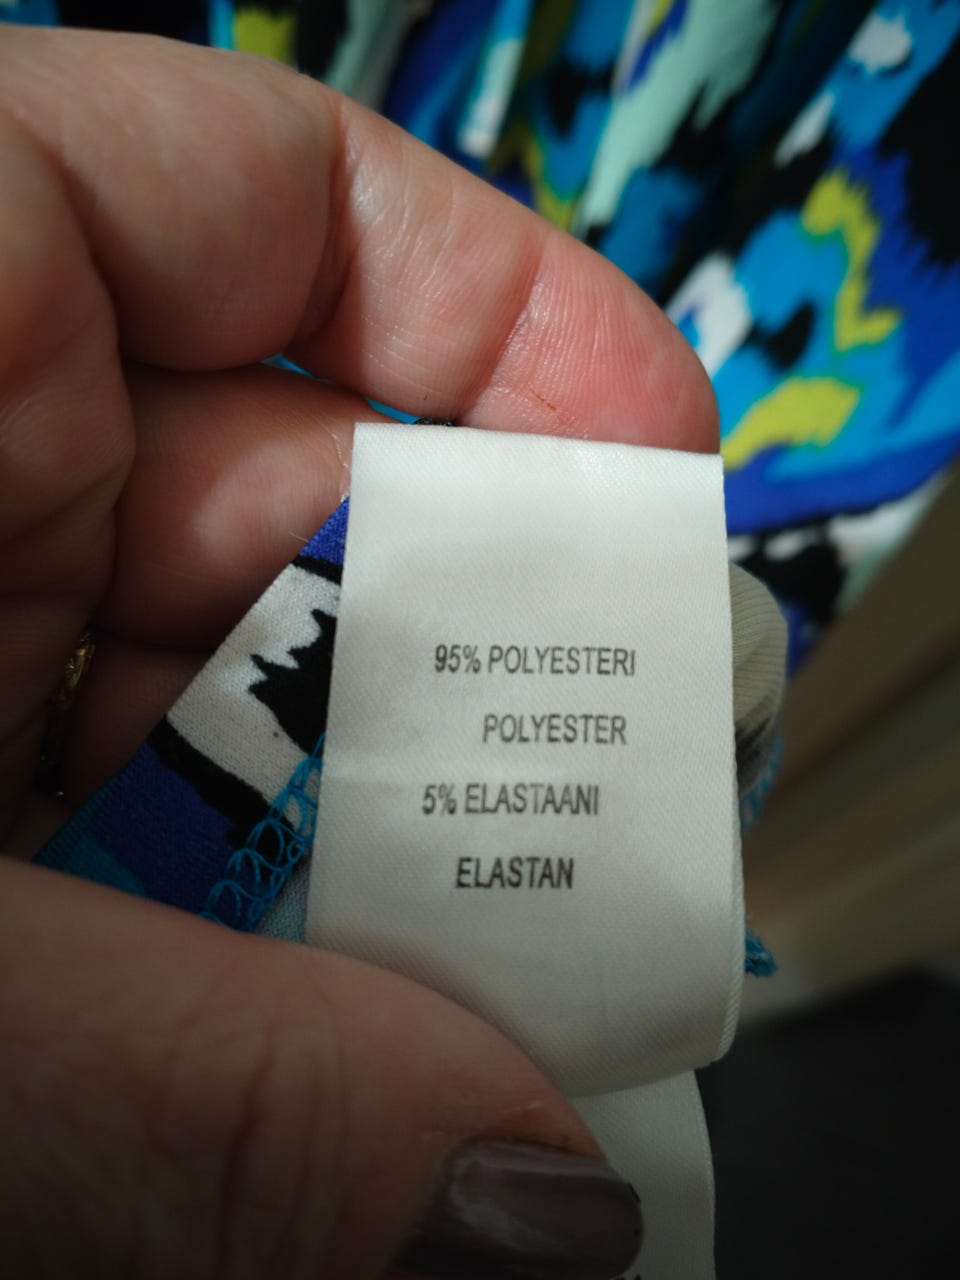 95% POLYESTERI
POLYESTER
5% ELASTAANI
ELASTAN